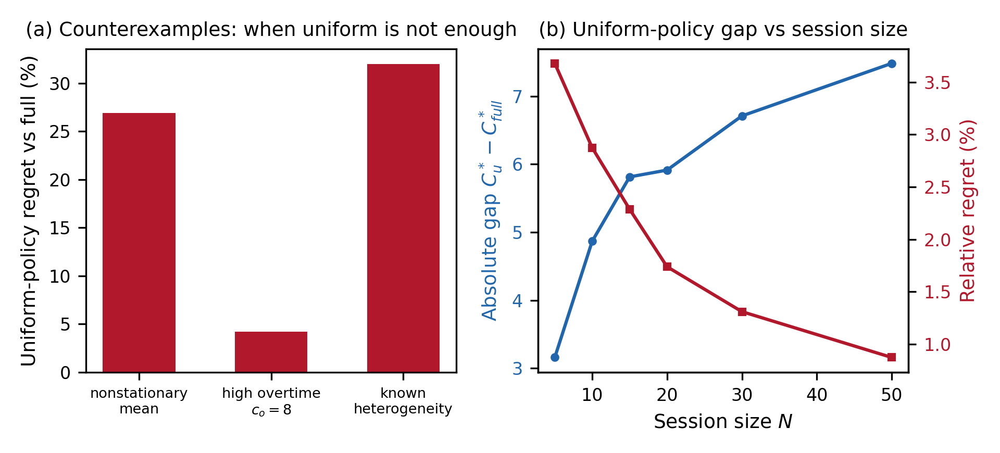 (a) Counterexamples: when uniform is not enough
Uniform-policy regret vs full (%)
30
25
20
15
10
5
0
nonstationary
mean
high overtime
$c_o = 8$
known
heterogeneity
(b) Uniform-policy gap vs session size
Absolute gap $C_u^* - C_{full}^*$
7
6
5
4
3
10 20 30 40 50
Session size $N$
3.5
3.0
2.5
2.0
1.5
1.0
Relative regret (%)